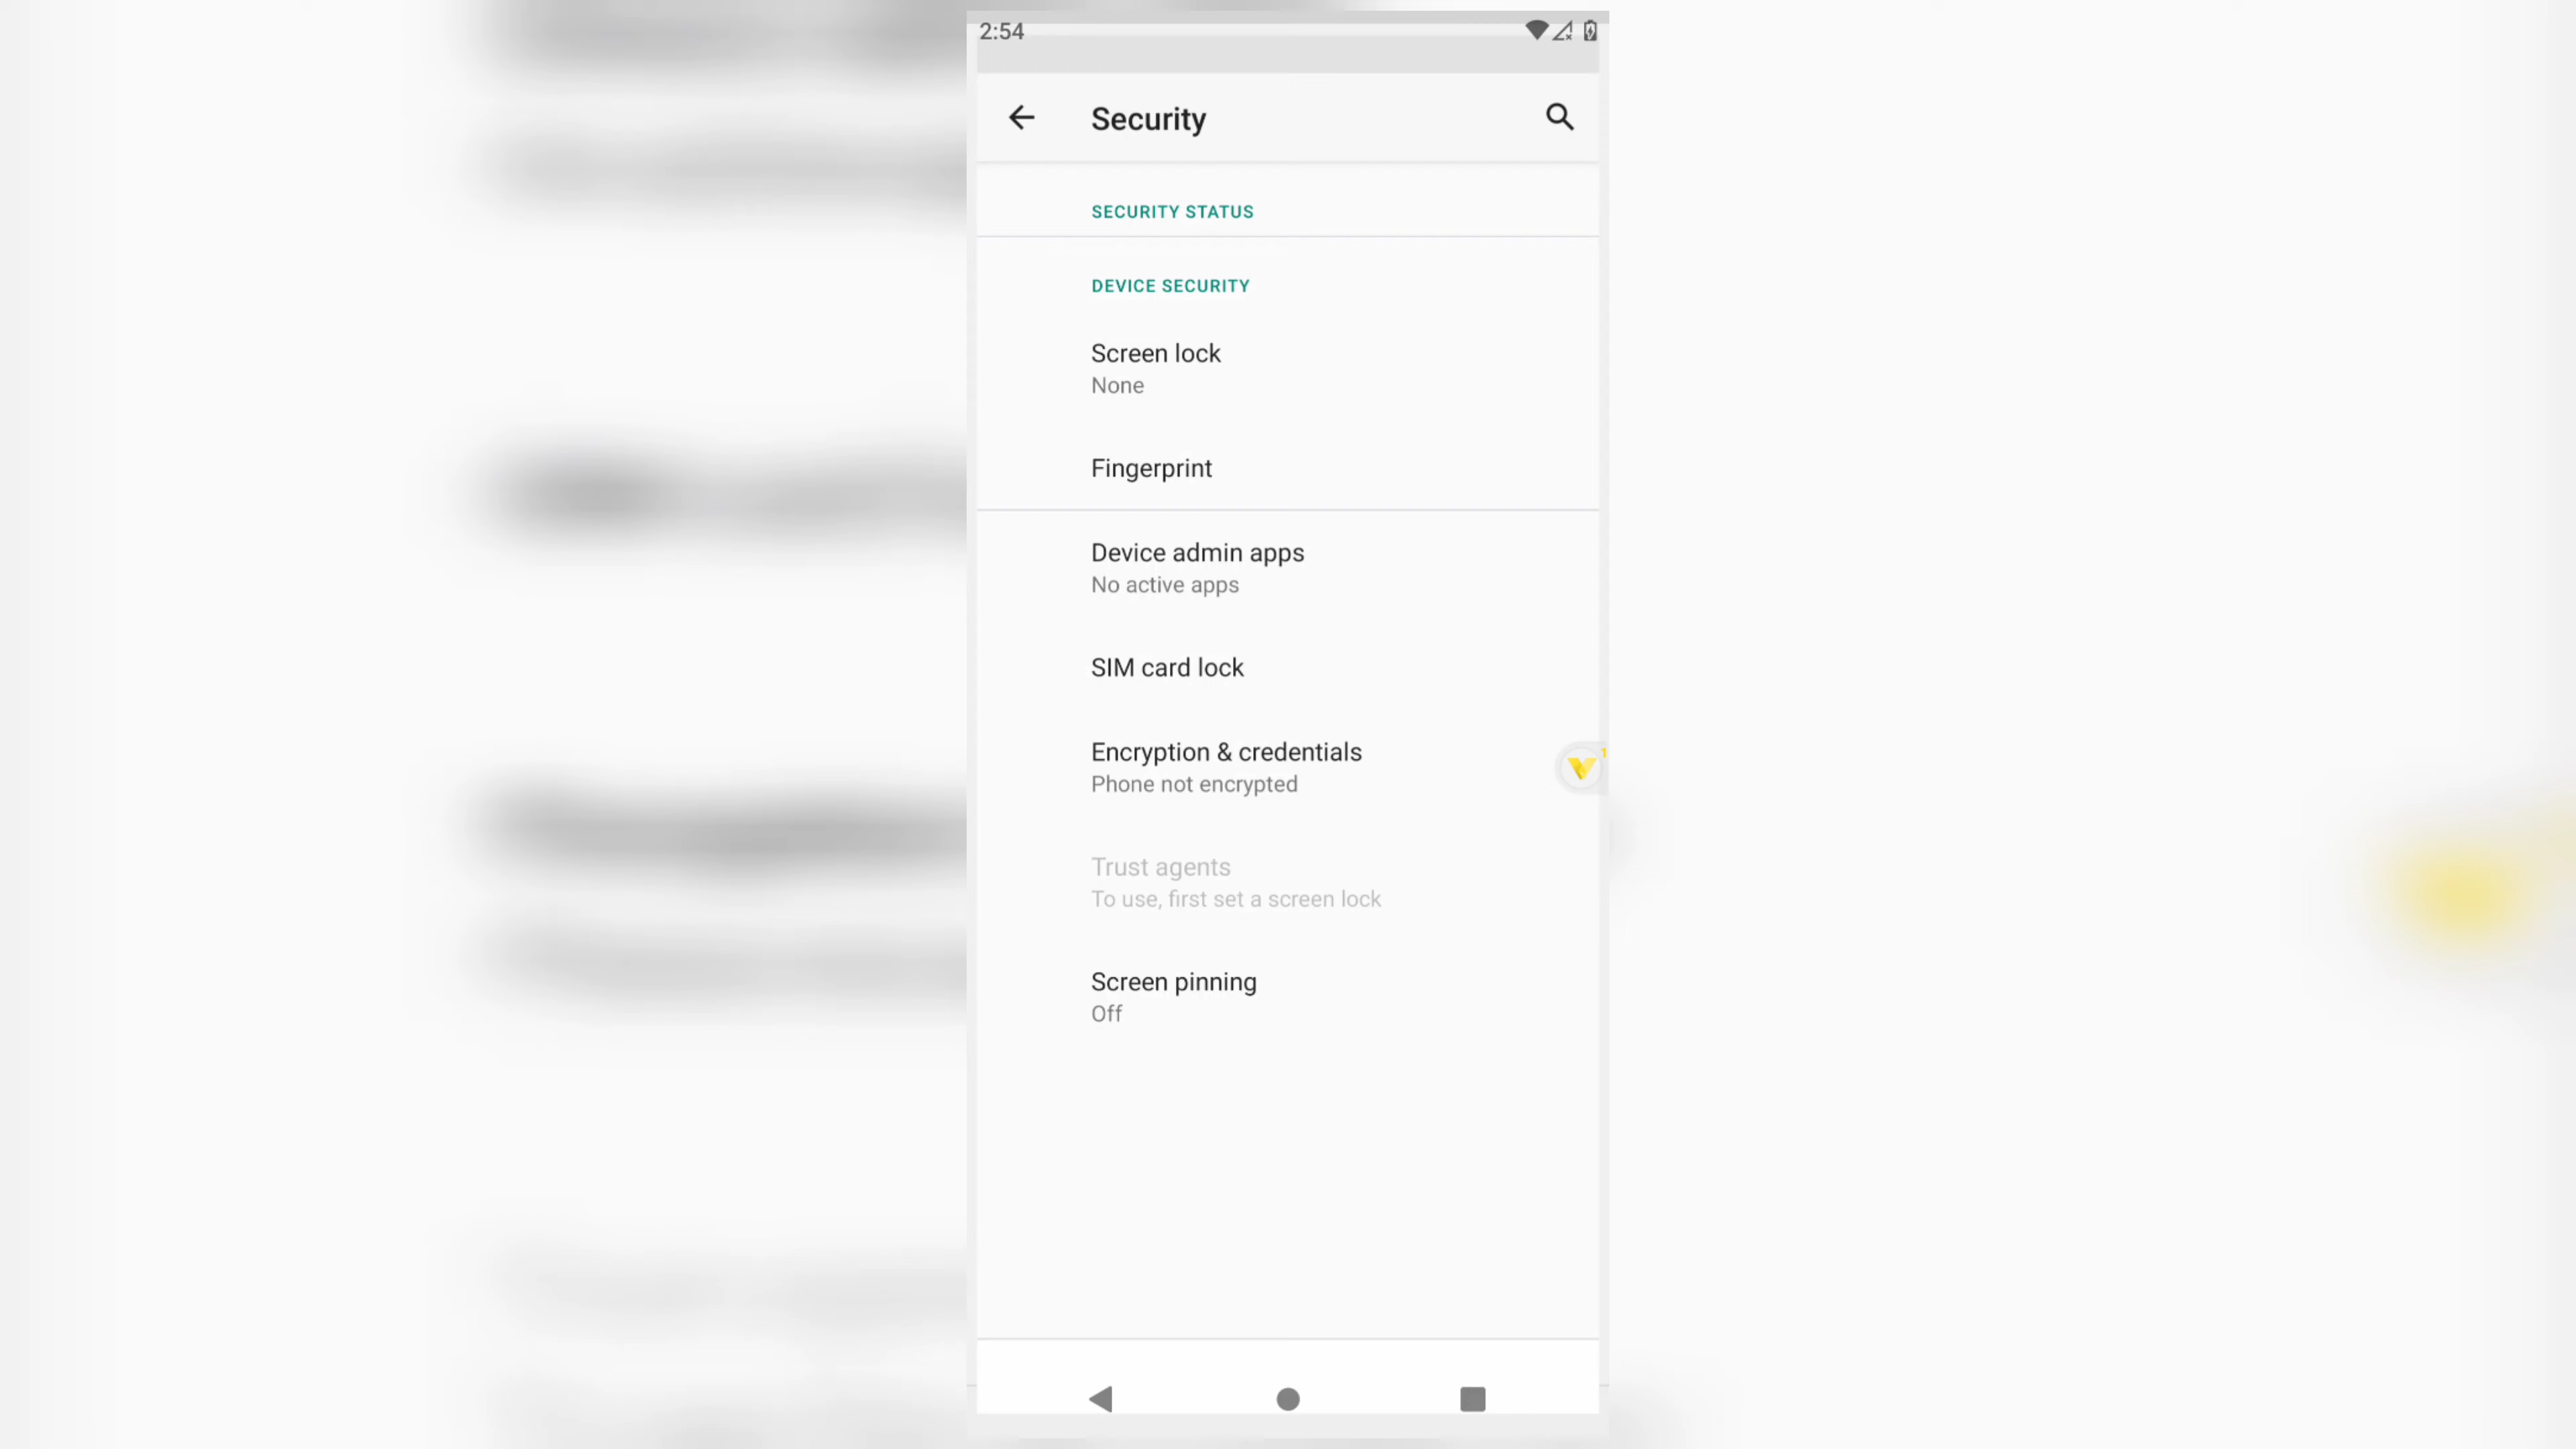 2:54
Security
SECURITY STATUS
DEVICE SECURITY
Screen lock
None
Fingerprint
Device admin apps
No active apps
SIM card lock
Encryption & credentials
Phone not encrypted
Trust agents
To use, first set a screen lock
Screen pinning
Off